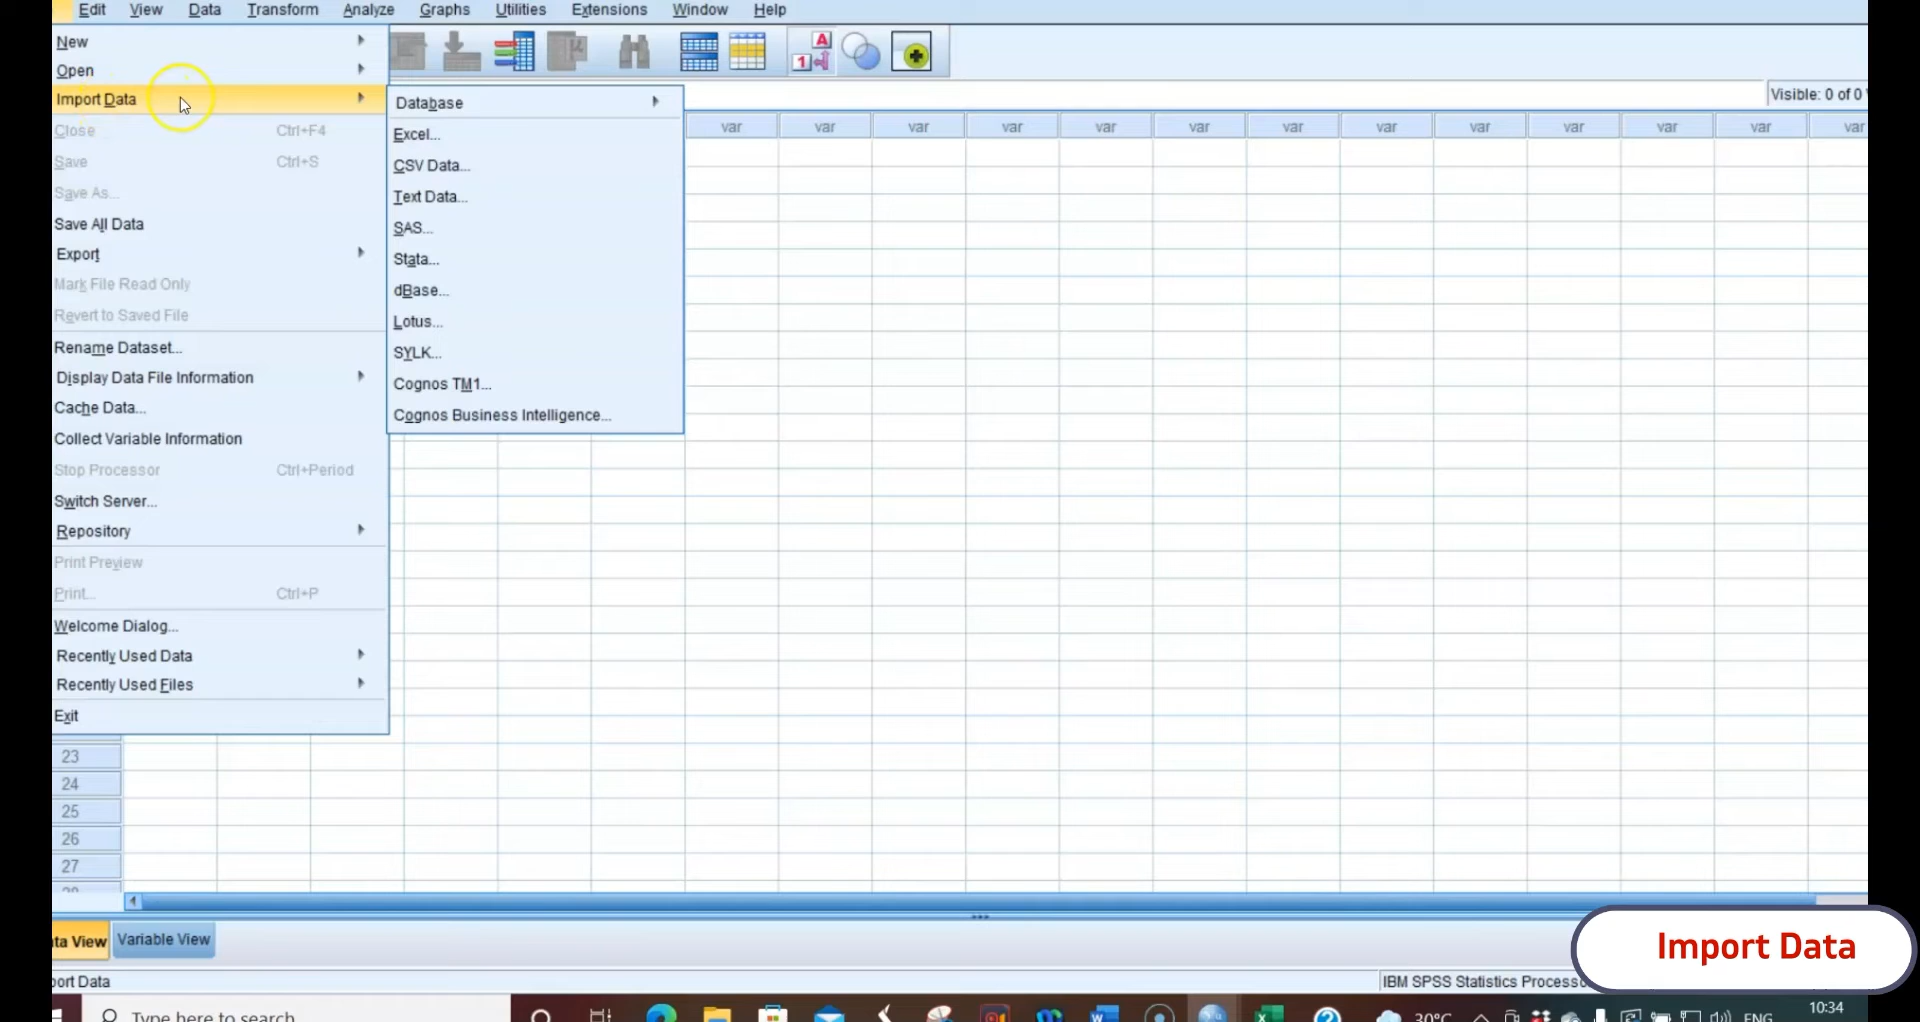 Edit View Data Transform Analyze Graphs Utilities Extensions Window Help
New
Open
Import Data
Close Ctrl+F4
Save Ctrl+S
Save As...
Save All Data
Export
Mark File Read Only
Revert to Saved File
Rename Dataset...
Display Data File Information
Cache Data...
Collect Variable Information
Stop Processor Ctrl+Period
Switch Server...
Repository
Print Preview
Print... Ctrl+P
Welcome Dialog...
Recently Used Data
Recently Used Files
Exit
Database
Excel...
CSV Data...
Text Data...
SAS...
Stata...
dBase...
Lotus...
SYLK...
Cognos TM1...
Cognos Business Intelligence...
Visible: 0 of 0
var var var var var var var var var var var var var
23
24
25
26
27
ta View Variable View
Import Data
port Data
IBM SPSS Statistics Process
Type here to search
30°C ENG 10:34